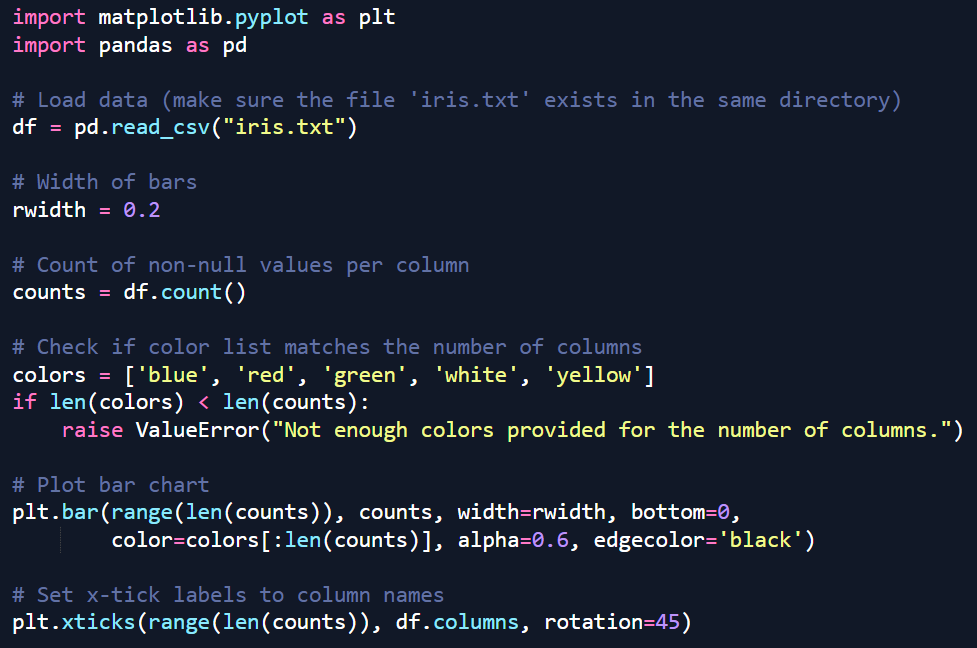 import matplotlib.pyplot as plt
import pandas as pd
# Load data (make sure the file 'iris.txt' exists in the same directory)
df = pd.read_csv("iris.txt")
# Width of bars
rwidth = 0.2
# Count of non-null values per column
counts = df.count()
# Check if color list matches the number of columns
colors = ['blue', 'red', 'green', 'white', 'yellow']
if len(colors) < len(counts):
    raise ValueError("Not enough colors provided for the number of columns.")
# Plot bar chart
plt.bar(range(len(counts)), counts, width=rwidth, bottom=0,
        color=colors[:len(counts)], alpha=0.6, edgecolor='black')
# Set x-tick labels to column names
plt.xticks(range(len(counts)), df.columns, rotation=45)